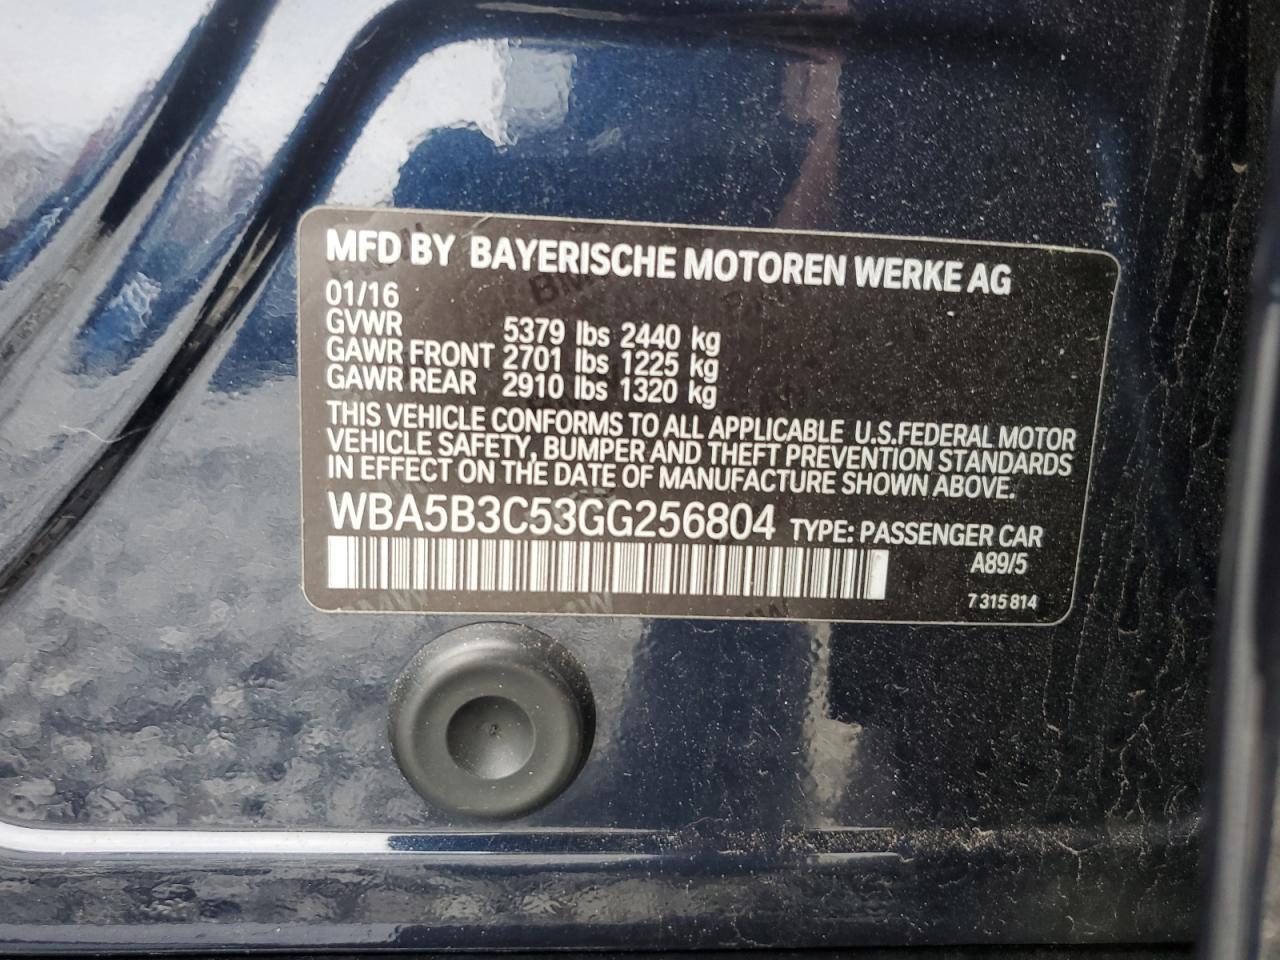 MFD BY BAYERISCHE MOTOREN WERKE AG
01/16
GVWR 5379 lbs 2440 kg
GAWR FRONT 2701 lbs 1225 kg
GAWR REAR 2910 lbs 1320 kg
THIS VEHICLE CONFORMS TO ALL APPLICABLE U.S.FEDERAL MOTOR
VEHICLE SAFETY, BUMPER AND THEFT PREVENTION STANDARDS
IN EFFECT ON THE DATE OF MANUFACTURE SHOWN ABOVE.
WBA5B3C53GG256804 TYPE: PASSENGER CAR
A89/5
7 315 814